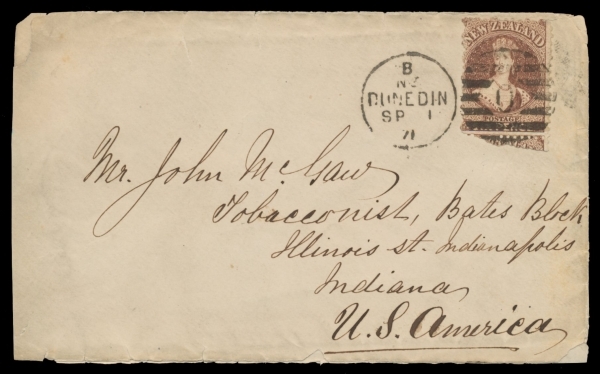 NEW ZEALAND
POSTAGE
B
NZ
DUNEDIN
SP 1
71
O
Mr. John McGaw
Tobacconist, Bates Block
Illinois st. Indianapolis
Indiana
U.S. America